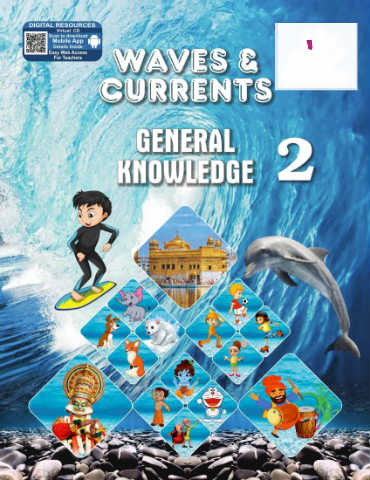 DIGITAL RESOURCES
Virtual CD
Scan to download
Mobile App
Details Inside
Easy Web Access
For Teachers
WAVES &
CURRENTS
GENERAL
KNOWLEDGE 2